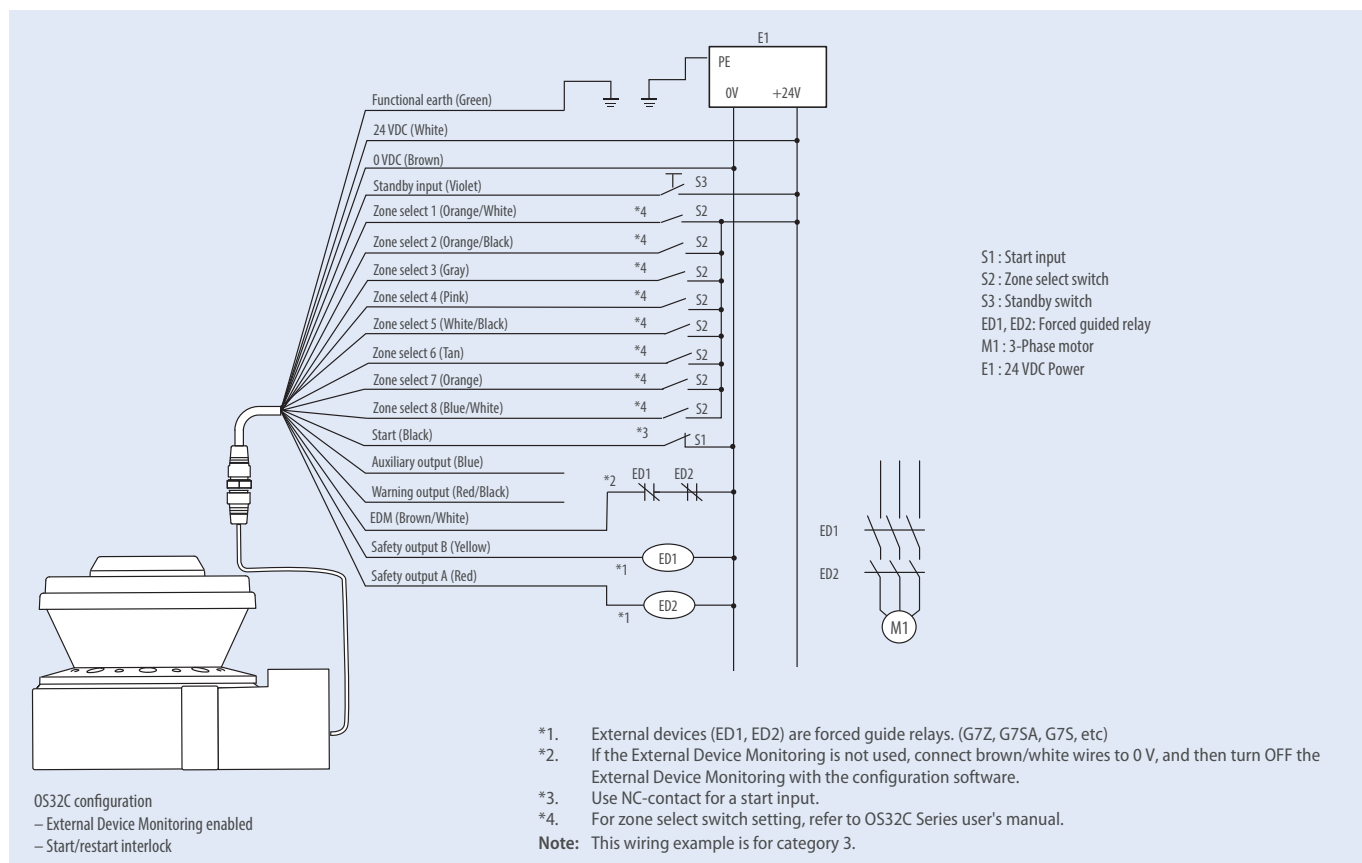 E1
PE
0V +24V
Functional earth (Green)
24 VDC (White)
0 VDC (Brown)
Standby input (Violet) S3
Zone select 1 (Orange/White) *4 S2
Zone select 2 (Orange/Black) *4 S2
Zone select 3 (Gray) *4 S2
Zone select 4 (Pink) *4 S2
Zone select 5 (White/Black) *4 S2
Zone select 6 (Tan) *4 S2
Zone select 7 (Orange) *4 S2
Zone select 8 (Blue/White) *4 S2
Start (Black) *3 S1
Auxiliary output (Blue)
Warning output (Red/Black) *2 ED1 ED2
EDM (Brown/White)
Safety output B (Yellow) *1 ED1
Safety output A (Red) *1 ED2
S1 : Start input
S2 : Zone select switch
S3 : Standby switch
ED1, ED2: Forced guided relay
M1 : 3-Phase motor
E1 : 24 VDC Power
ED1
ED2
M1
OS32C configuration
– External Device Monitoring enabled
– Start/restart interlock
*1. External devices (ED1, ED2) are forced guide relays. (G7Z, G7SA, G7S, etc)
*2. If the External Device Monitoring is not used, connect brown/white wires to 0 V, and then turn OFF the
External Device Monitoring with the configuration software.
*3. Use NC-contact for a start input.
*4. For zone select switch setting, refer to OS32C Series user's manual.
Note: This wiring example is for category 3.